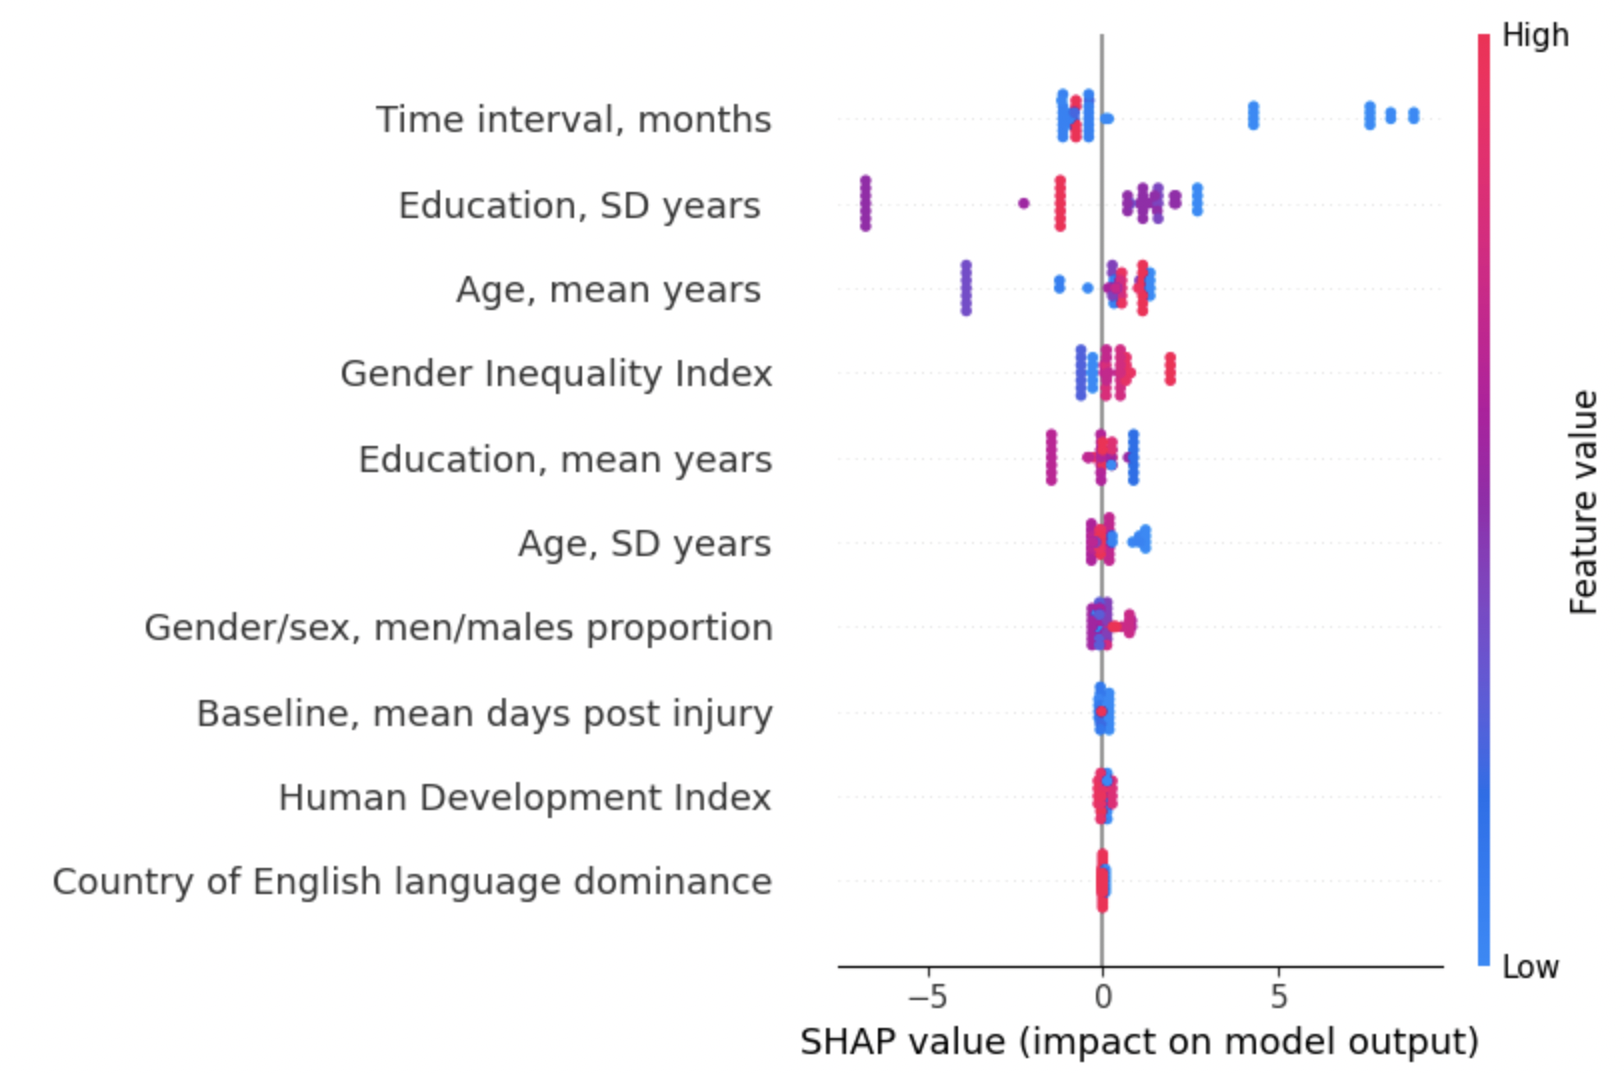 High
Time interval, months
Education, SD years
Age, mean years
Gender Inequality Index
Education, mean years
Age, SD years
Gender/sex, men/males proportion
Baseline, mean days post injury
Human Development Index
Country of English language dominance
Feature value
Low
−5 0 5
SHAP value (impact on model output)